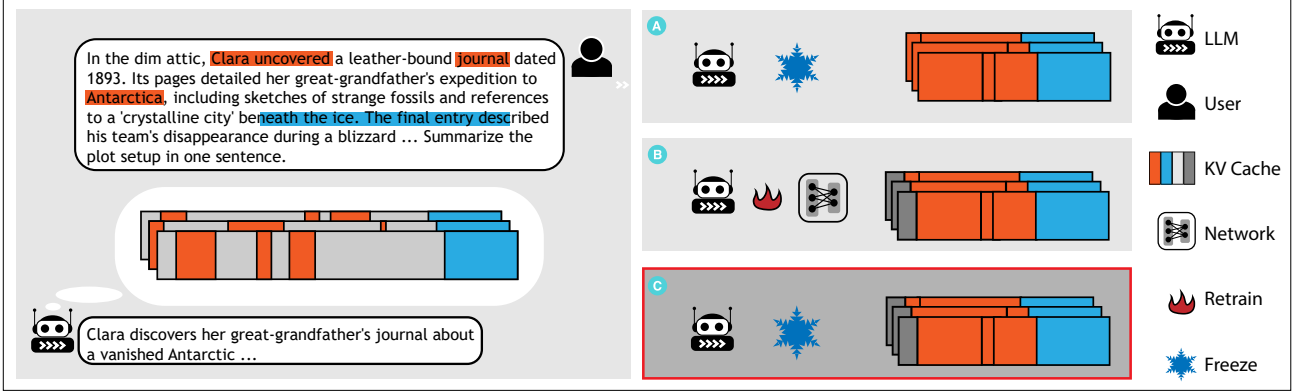 In the dim attic, Clara uncovered a leather-bound journal dated
1893. Its pages detailed her great-grandfather's expedition to
Antarctica, including sketches of strange fossils and references
to a 'crystalline city' beneath the ice. The final entry described
his team's disappearance during a blizzard ... Summarize the
plot setup in one sentence.
Clara discovers her great-grandfather's journal about
a vanished Antarctic ...
A
B
C
LLM
User
KV Cache
Network
Retrain
Freeze